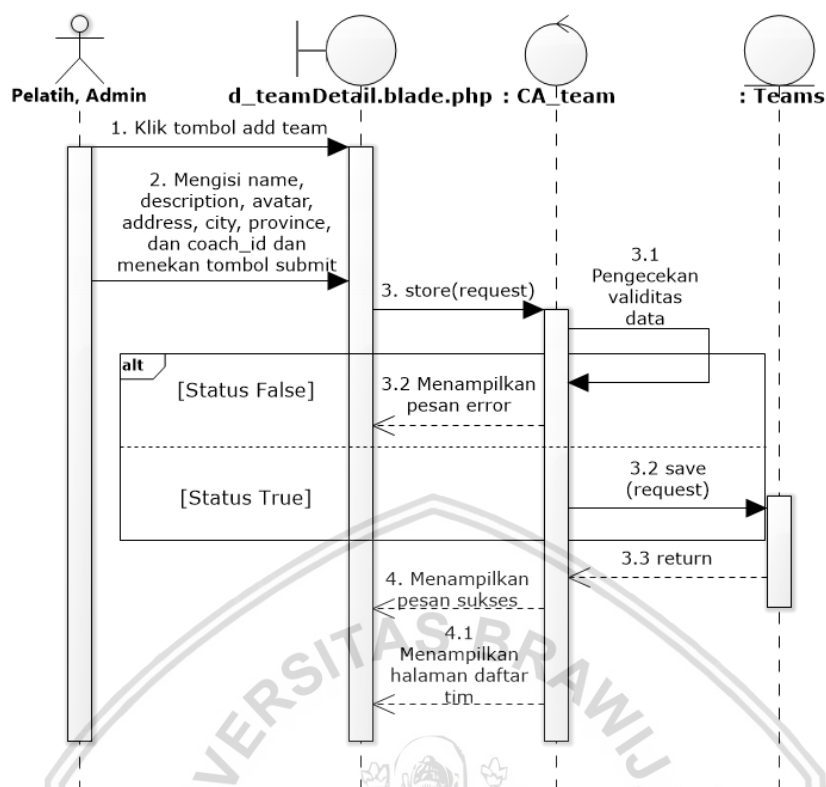 Pelatih, Admin
d_teamDetail.blade.php
: CA_team
: Teams
1. Klik tombol add team
2. Mengisi name,
description, avatar,
address, city, province,
dan coach_id dan
menekan tombol submit
3. store(request)
3.1
Pengecekan
validitas
data
alt
[Status False]
3.2 Menampilkan
pesan error
[Status True]
3.2 save
(request)
3.3 return
4. Menampilkan
pesan sukses
4.1
Menampilkan
halaman daftar
tim